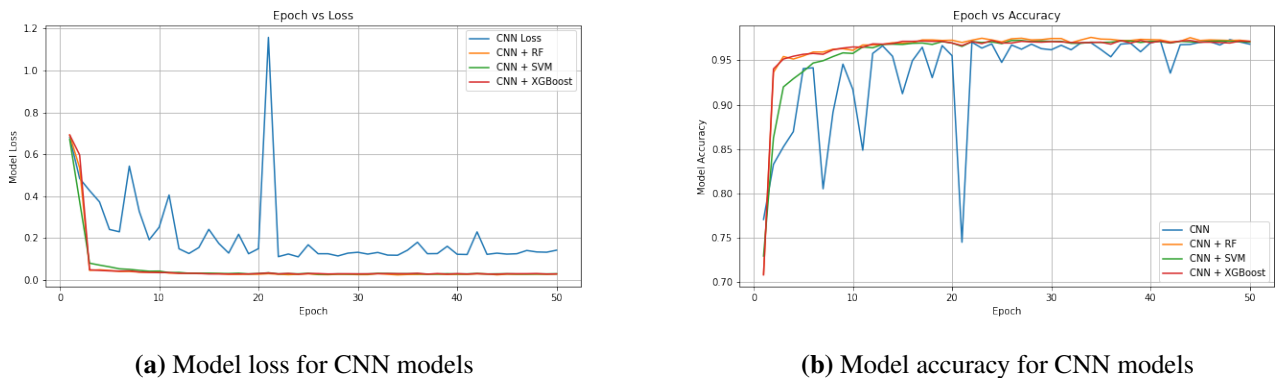 Epoch vs Loss
1.2
1.0
0.8
0.6
0.4
0.2
0.0
Model Loss
CNN Loss
CNN + RF
CNN + SVM
CNN + XGBoost
0 10 20 30 40 50
Epoch
(a) Model loss for CNN models
Epoch vs Accuracy
0.95
0.90
0.85
0.80
0.75
0.70
Model Accuracy
CNN
CNN + RF
CNN + SVM
CNN + XGBoost
0 10 20 30 40 50
Epoch
(b) Model accuracy for CNN models